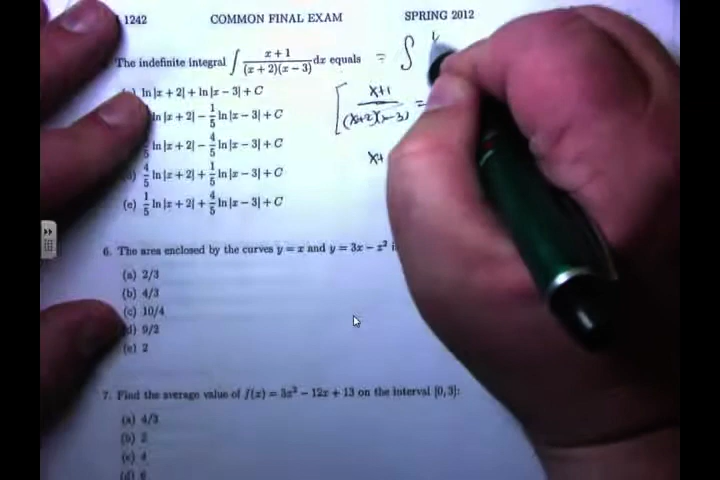 1242 COMMON FINAL EXAM SPRING 2012
The indefinite integral ∫ (x + 1)/((x + 2)(x − 3)) dx equals = ∫
ln|x + 2| + ln|x − 3| + C
ln|x + 2| − 1/5 ln|x − 3| + C
ln|x + 2| − 4/5 ln|x − 3| + C
4/5 ln|x + 2| + 1/5 ln|x − 3| + C
(e) 1/5 ln|x + 2| + 4/5 ln|x − 3| + C
[ (x+1)/((x+2)(x−3)) =
x+
6. The area enclosed by the curves y = x and y = 3x − x² i
(a) 2/3
(b) 4/3
(c) 10/4
(d) 9/2
(e) 2
7. Find the average value of f(x) = 3x² − 12x + 13 on the interval [0, 3]:
(a) 4/3
(b) 2
(c) 4
(d) 6